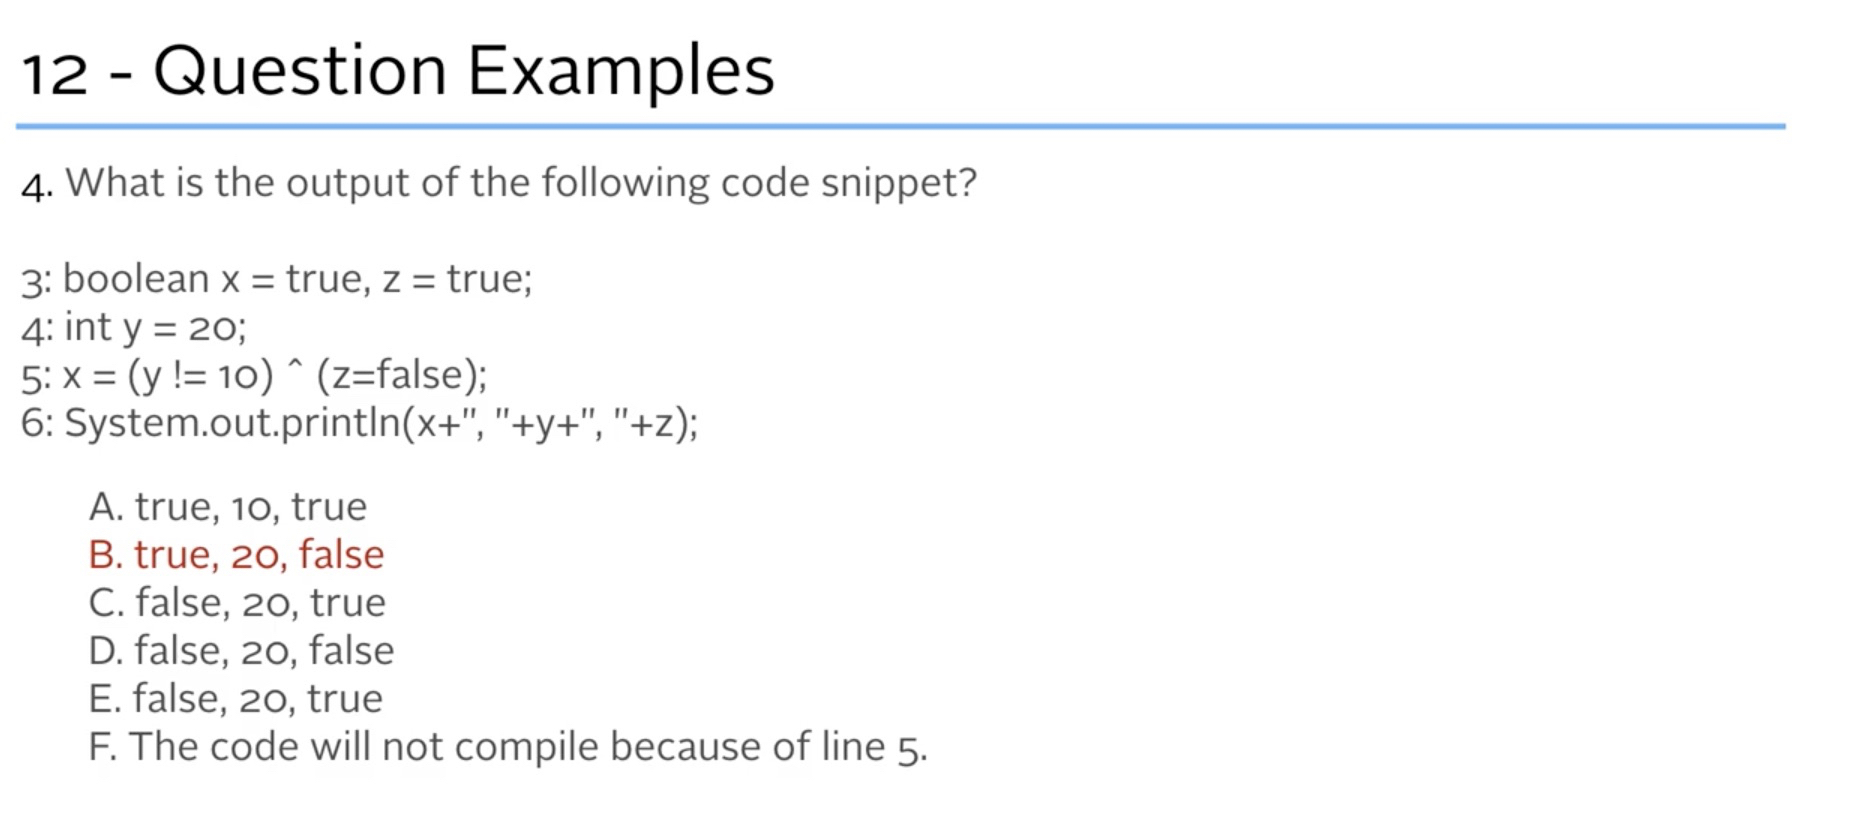 12 - Question Examples
4. What is the output of the following code snippet?
3: boolean x = true, z = true;
4: int y = 20;
5: x = (y != 10) ^ (z=false);
6: System.out.println(x+", "+y+", "+z);
A. true, 10, true
B. true, 20, false
C. false, 20, true
D. false, 20, false
E. false, 20, true
F. The code will not compile because of line 5.